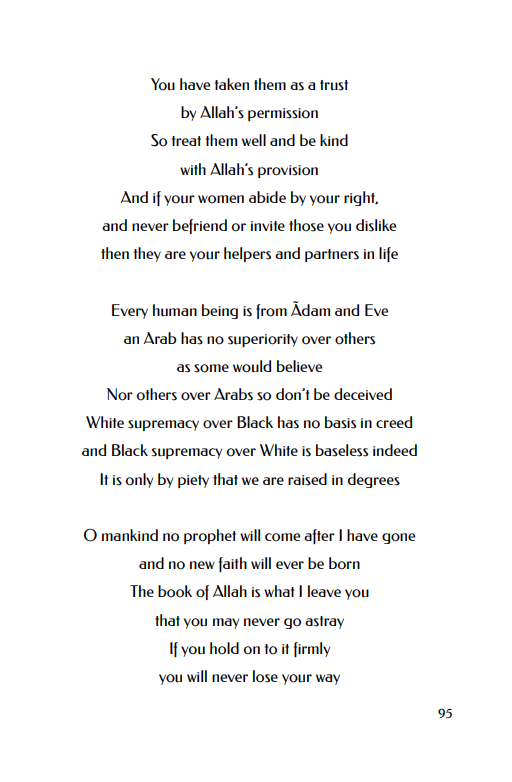 You have taken them as a trust
by Allah's permission
So treat them well and be kind
with Allah's provision
And if your women abide by your right,
and never befriend or invite those you dislike
then they are your helpers and partners in life
Every human being is from Ãdam and Eve
an Arab has no superiority over others
as some would believe
Nor others over Arabs so don't be deceived
White supremacy over Black has no basis in creed
and Black supremacy over White is baseless indeed
It is only by piety that we are raised in degrees
O mankind no prophet will come after I have gone
and no new faith will ever be born
The book of Allah is what I leave you
that you may never go astray
If you hold on to it firmly
you will never lose your way
95